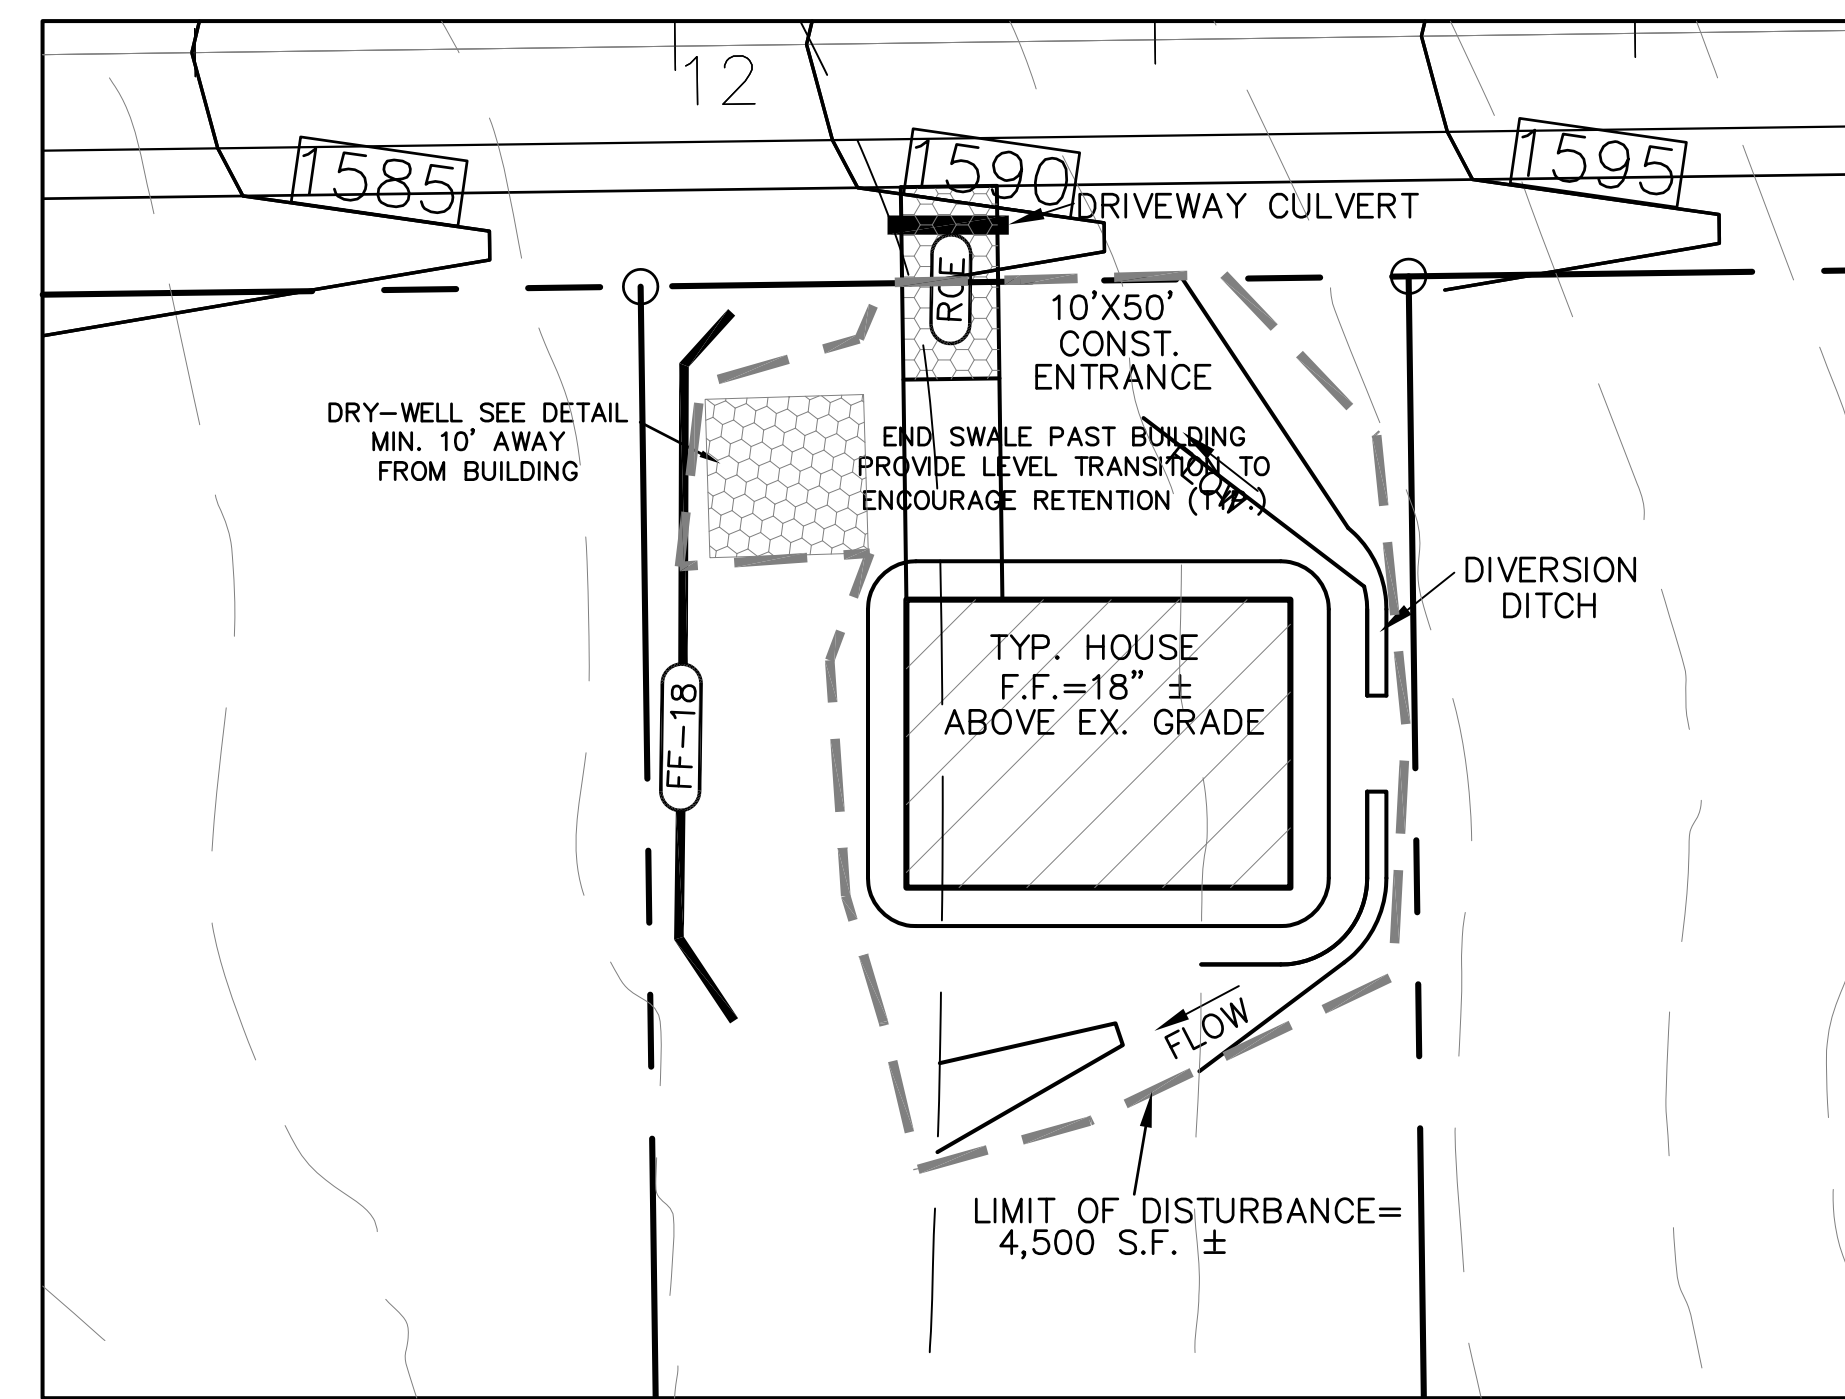 12
1585
1590
1595
DRIVEWAY CULVERT
RCE
10'X50'
CONST.
ENTRANCE
DRY-WELL SEE DETAIL
MIN. 10' AWAY
FROM BUILDING
END SWALE PAST BUILDING
PROVIDE LEVEL TRANSITION TO
ENCOURAGE RETENTION (TYP.)
FLOW
DIVERSION
DITCH
TYP. HOUSE
F.F.=18" ±
ABOVE EX. GRADE
FF-18
FLOW
LIMIT OF DISTURBANCE=
4,500 S.F. ±